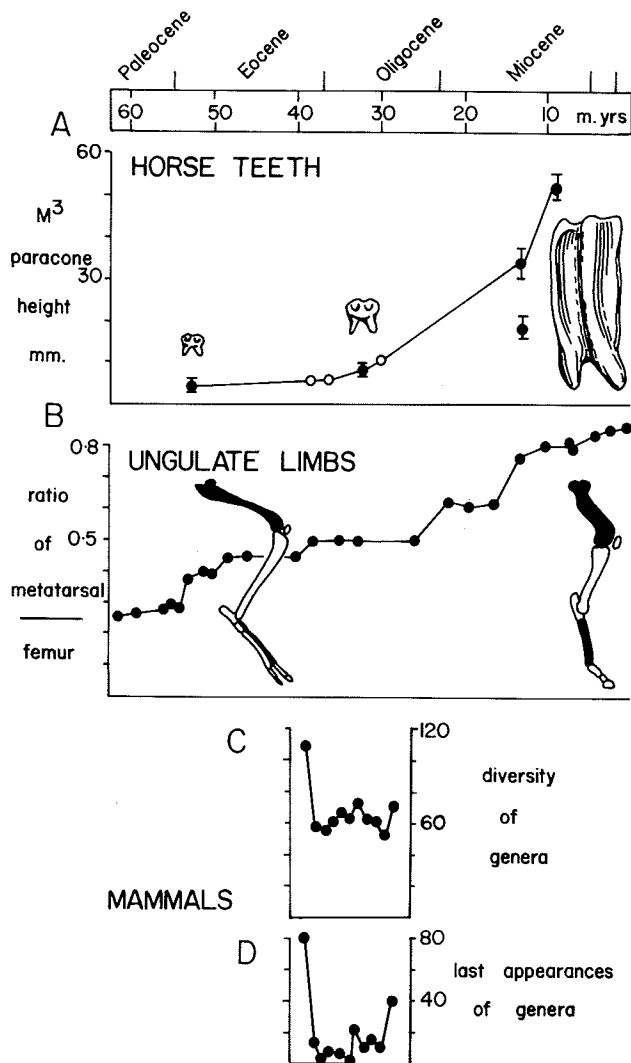 Paleocene Eocene Oligocene Miocene
60 50 40 30 20 10 m. yrs
A
60
HORSE TEETH
M3
paracone
30
height
mm.
B
0.8
UNGULATE LIMBS
ratio
of 0.5
metatarsal
femur
C
120
diversity
of
60
genera
MAMMALS
D
80
last appearances
40
of genera